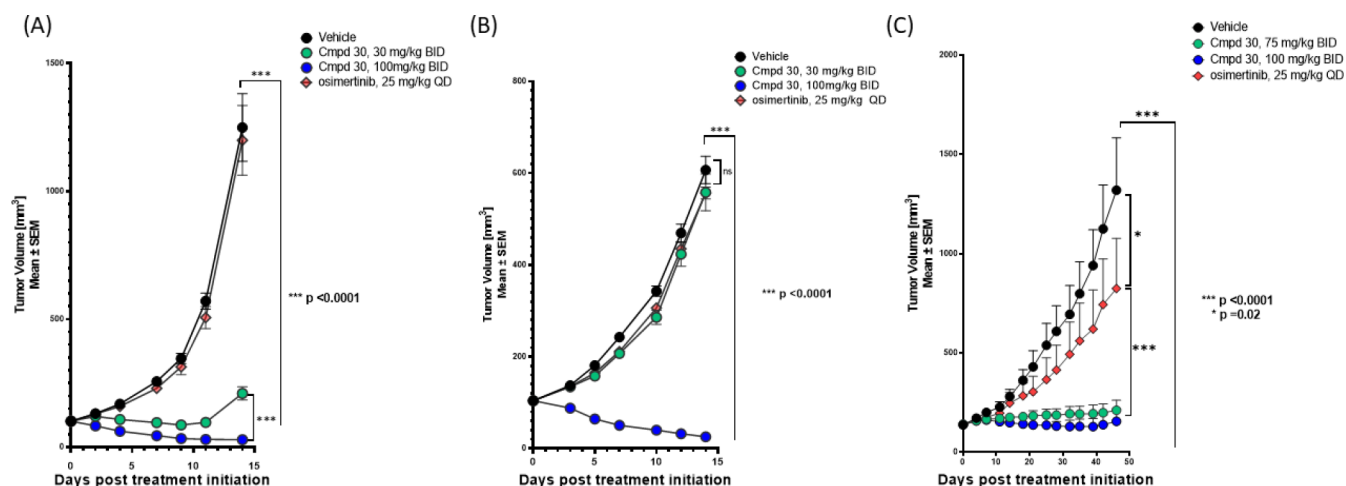 (A)
Vehicle
Cmpd 30, 30 mg/kg BID
Cmpd 30, 100mg/kg BID
osimertinib, 25 mg/kg QD
1500
1000
500
0
Tumor Volume [mm³]
Mean ± SEM
***
*** p <0.0001
***
0
5
10
15
Days post treatment initiation
(B)
Vehicle
Cmpd 30, 30 mg/kg BID
Cmpd 30, 100mg/kg BID
osimertinib, 25 mg/kg QD
800
600
400
200
0
Tumor Volume [mm³]
Mean ± SEM
***
ns
*** p <0.0001
0
5
10
15
Days post treatment initiation
(C)
Vehicle
Cmpd 30, 75 mg/kg BID
Cmpd 30, 100 mg/kg BID
osimertinib, 25 mg/kg QD
2000
1500
1000
500
0
Tumor Volume [mm³]
Mean ± SEM
***
*
***
*** p <0.0001
* p =0.02
0
10
20
30
40
50
Days post treatment initiation